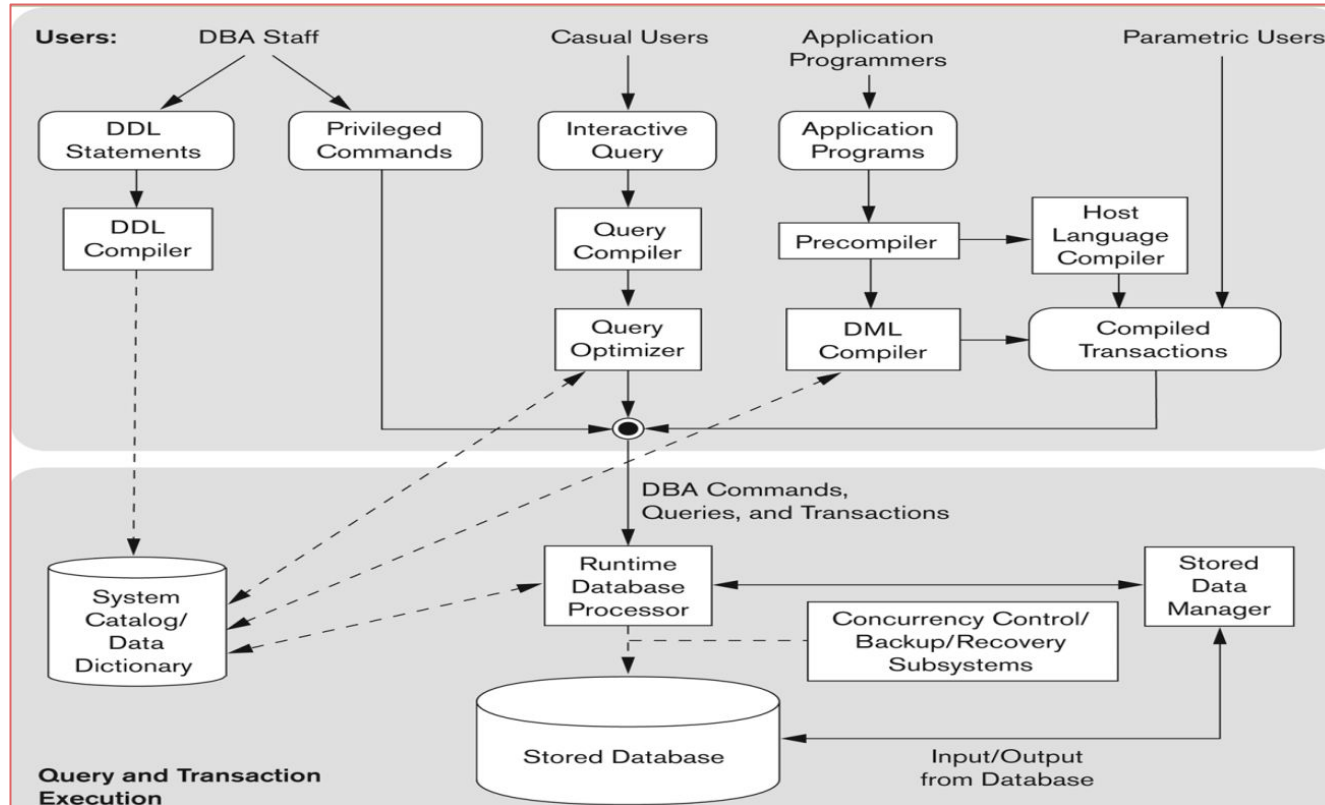 Users:
DBA Staff
Casual Users
Application
Programmers
Parametric Users
DDL
Statements
Privileged
Commands
Interactive
Query
Application
Programs
DDL
Compiler
Query
Compiler
Precompiler
Host
Language
Compiler
Query
Optimizer
DML
Compiler
Compiled
Transactions
DBA Commands,
Queries, and Transactions
System
Catalog/
Data
Dictionary
Runtime
Database
Processor
Stored
Data
Manager
Concurrency Control/
Backup/Recovery
Subsystems
Stored Database
Input/Output
from Database
Query and Transaction
Execution